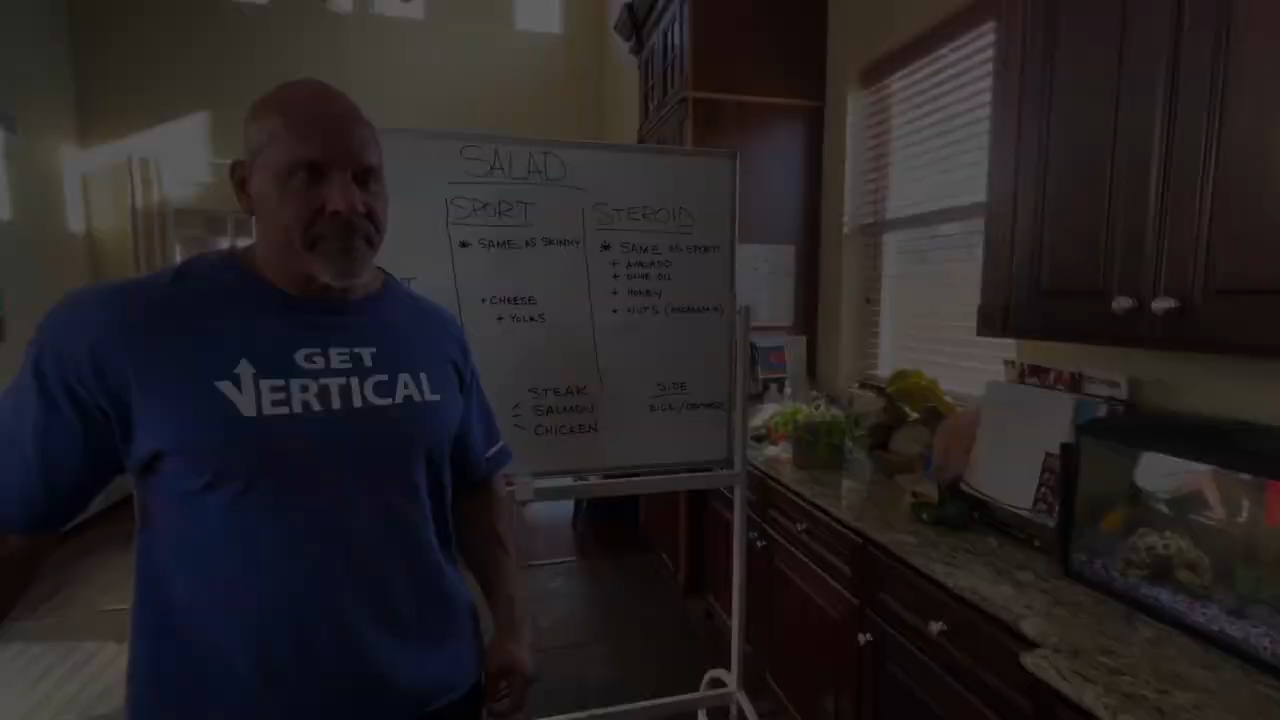 SALAD
SPORT
* SAME AS SKINNY
+ CHEESE
+ YOLKS
STEAK
SALMON
CHICKEN
STEROID
* SAME AS SPORT
+ AVACADO
+ OLIVE OIL
+ HONEY
+ NUTS
SIDE
GET
VERTICAL